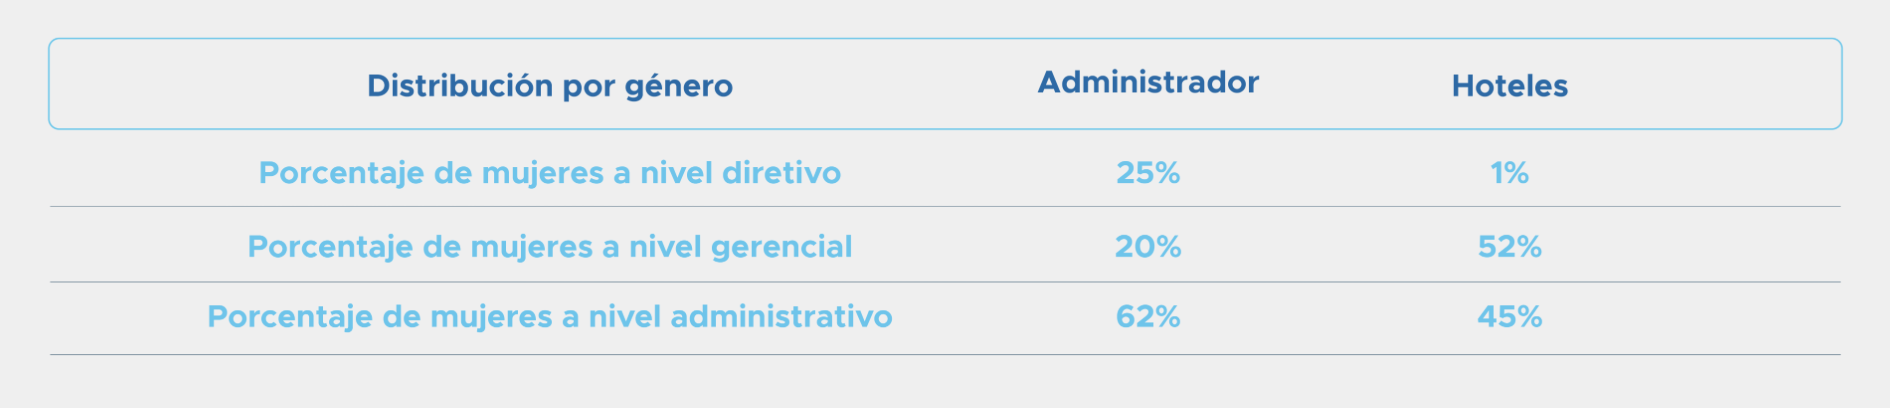 Distribución por género Administrador Hoteles
Porcentaje de mujeres a nivel diretivo 25% 1%
Porcentaje de mujeres a nivel gerencial 20% 52%
Porcentaje de mujeres a nivel administrativo 62% 45%